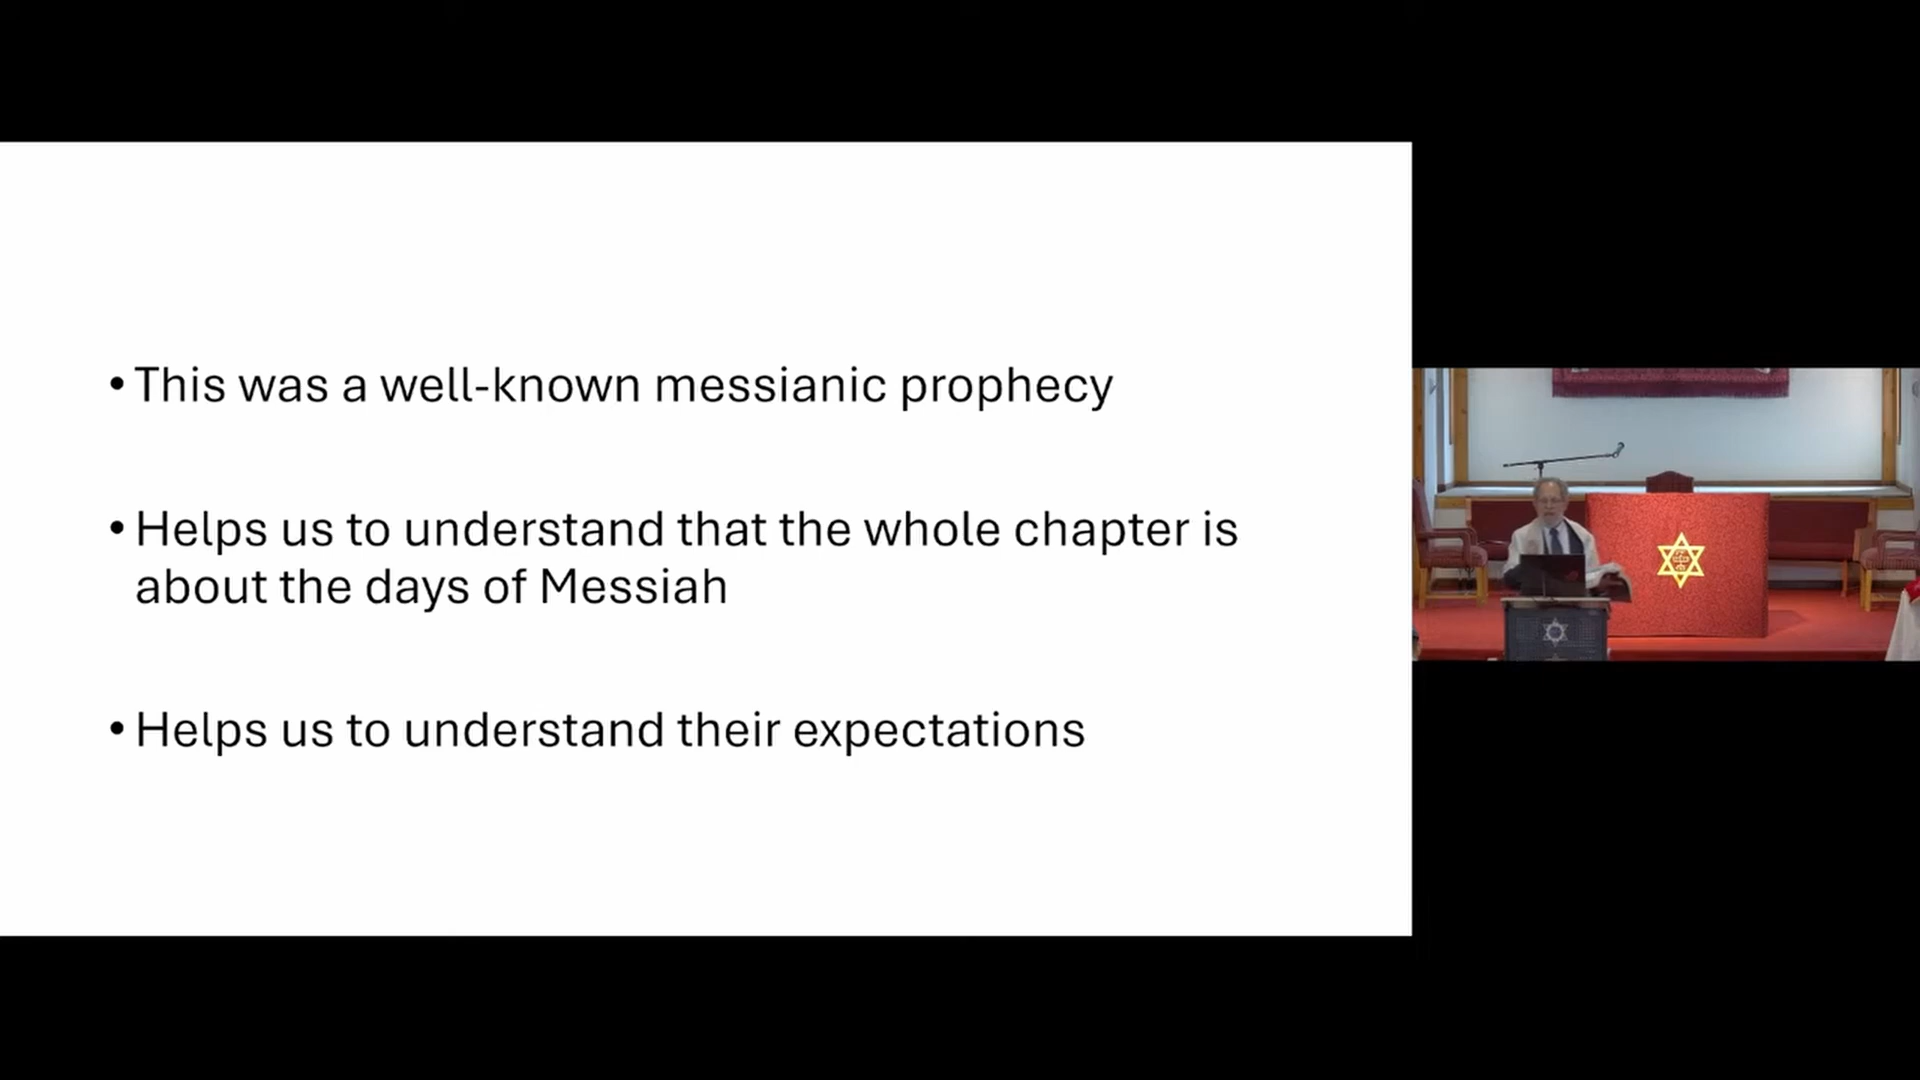 • This was a well-known messianic prophecy
• Helps us to understand that the whole chapter is
about the days of Messiah
• Helps us to understand their expectations